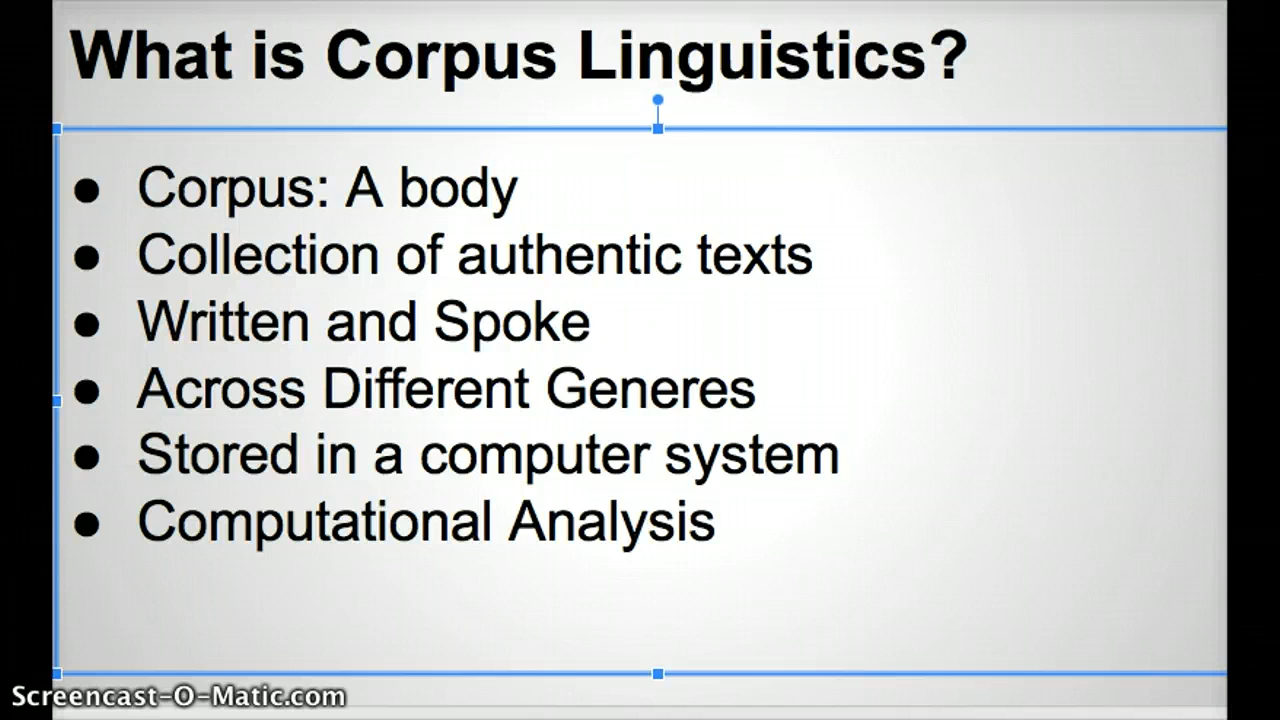 What is Corpus Linguistics?
● Corpus: A body
● Collection of authentic texts
● Written and Spoke
● Across Different Generes
● Stored in a computer system
● Computational Analysis
Screencast-O-Matic.com